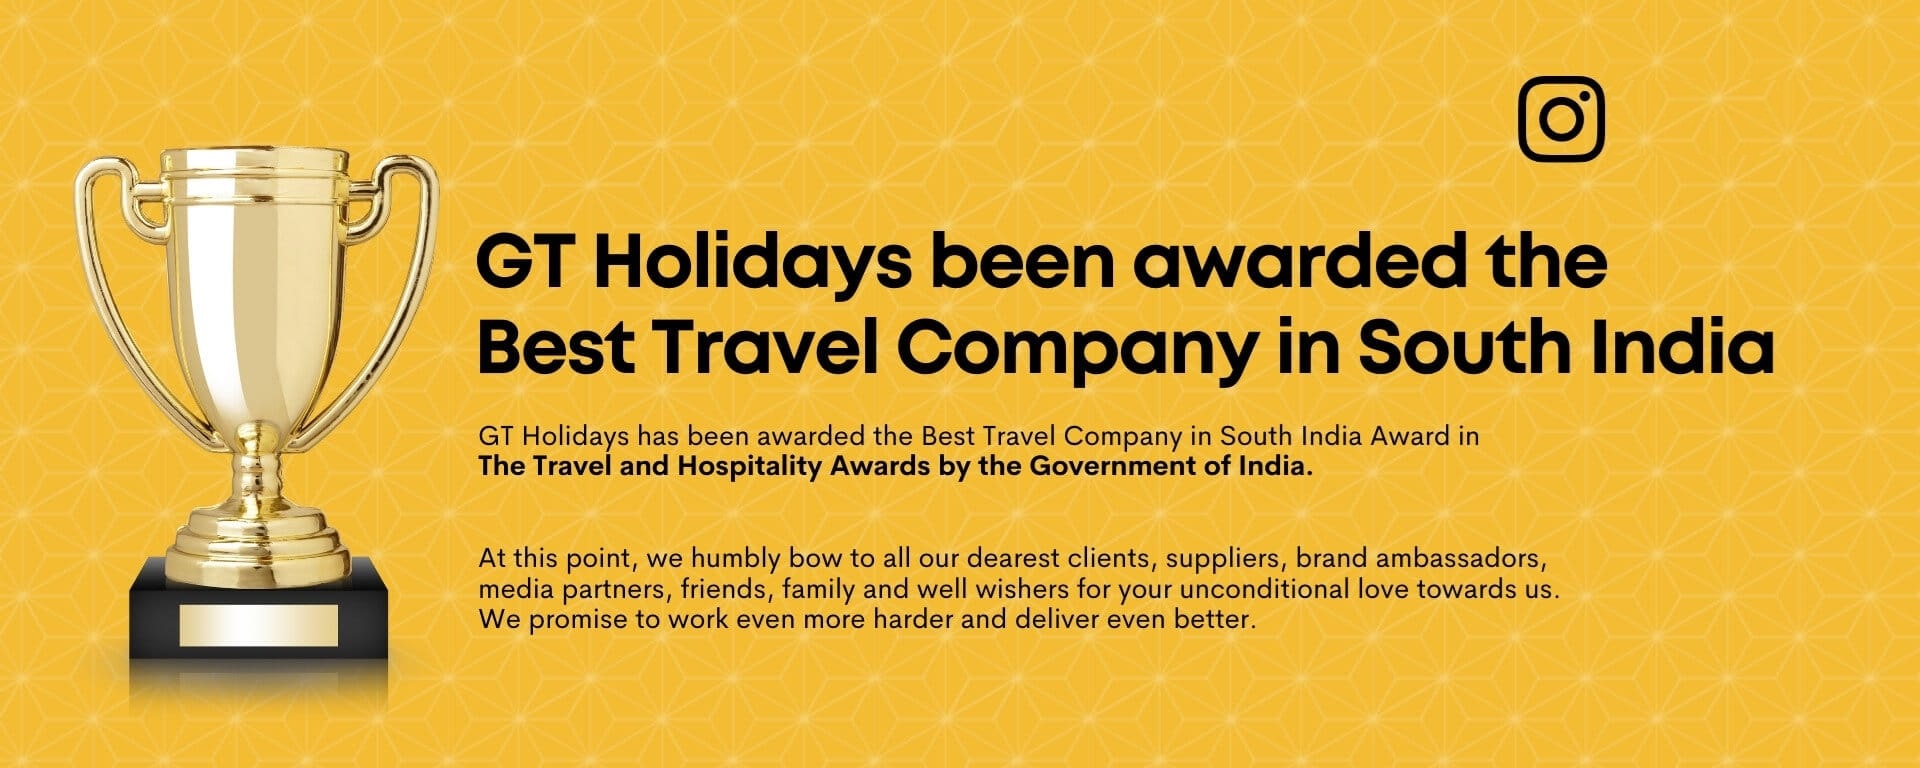 GT Holidays been awarded the
Best Travel Company in South India
GT Holidays has been awarded the Best Travel Company in South India Award in
The Travel and Hospitality Awards by the Government of India.
At this point, we humbly bow to all our dearest clients, suppliers, brand ambassadors,
media partners, friends, family and well wishers for your unconditional love towards us.
We promise to work even more harder and deliver even better.